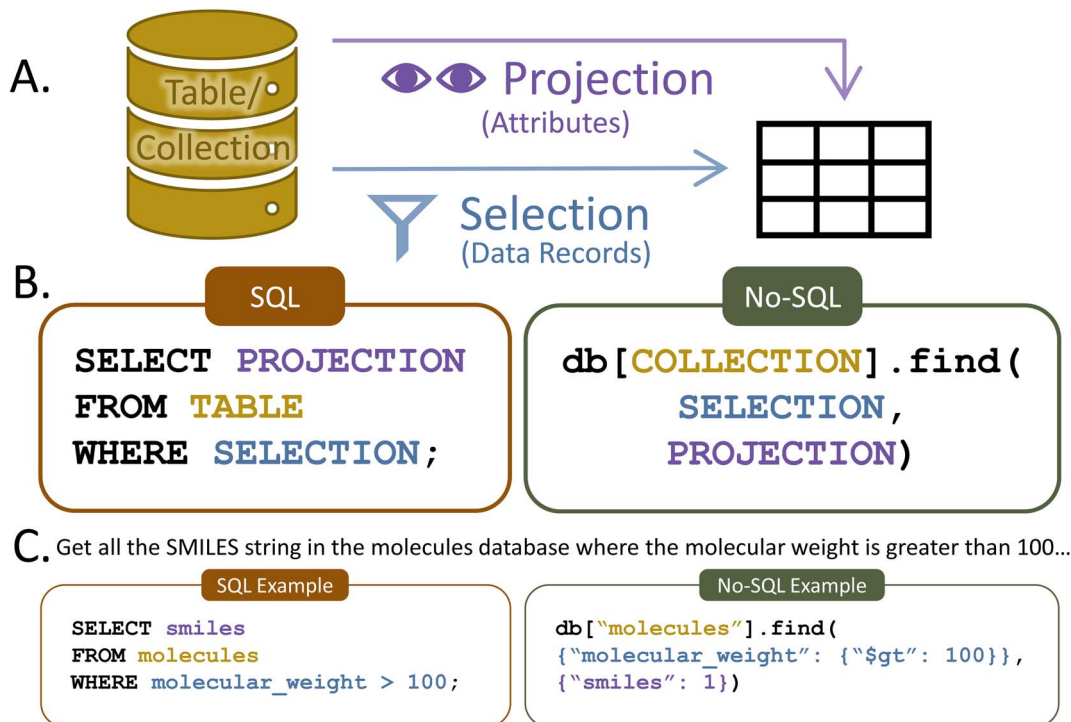 A.
Table/
Collection
Projection
(Attributes)
Selection
(Data Records)
B.
SQL
SELECT PROJECTION
FROM TABLE
WHERE SELECTION;
No-SQL
db[COLLECTION].find(
SELECTION,
PROJECTION)
C. Get all the SMILES string in the molecules database where the molecular weight is greater than 100…
SQL Example
SELECT smiles
FROM molecules
WHERE molecular_weight > 100;
No-SQL Example
db[“molecules”].find(
{“molecular_weight”: {“$gt”: 100}},
{“smiles”: 1})